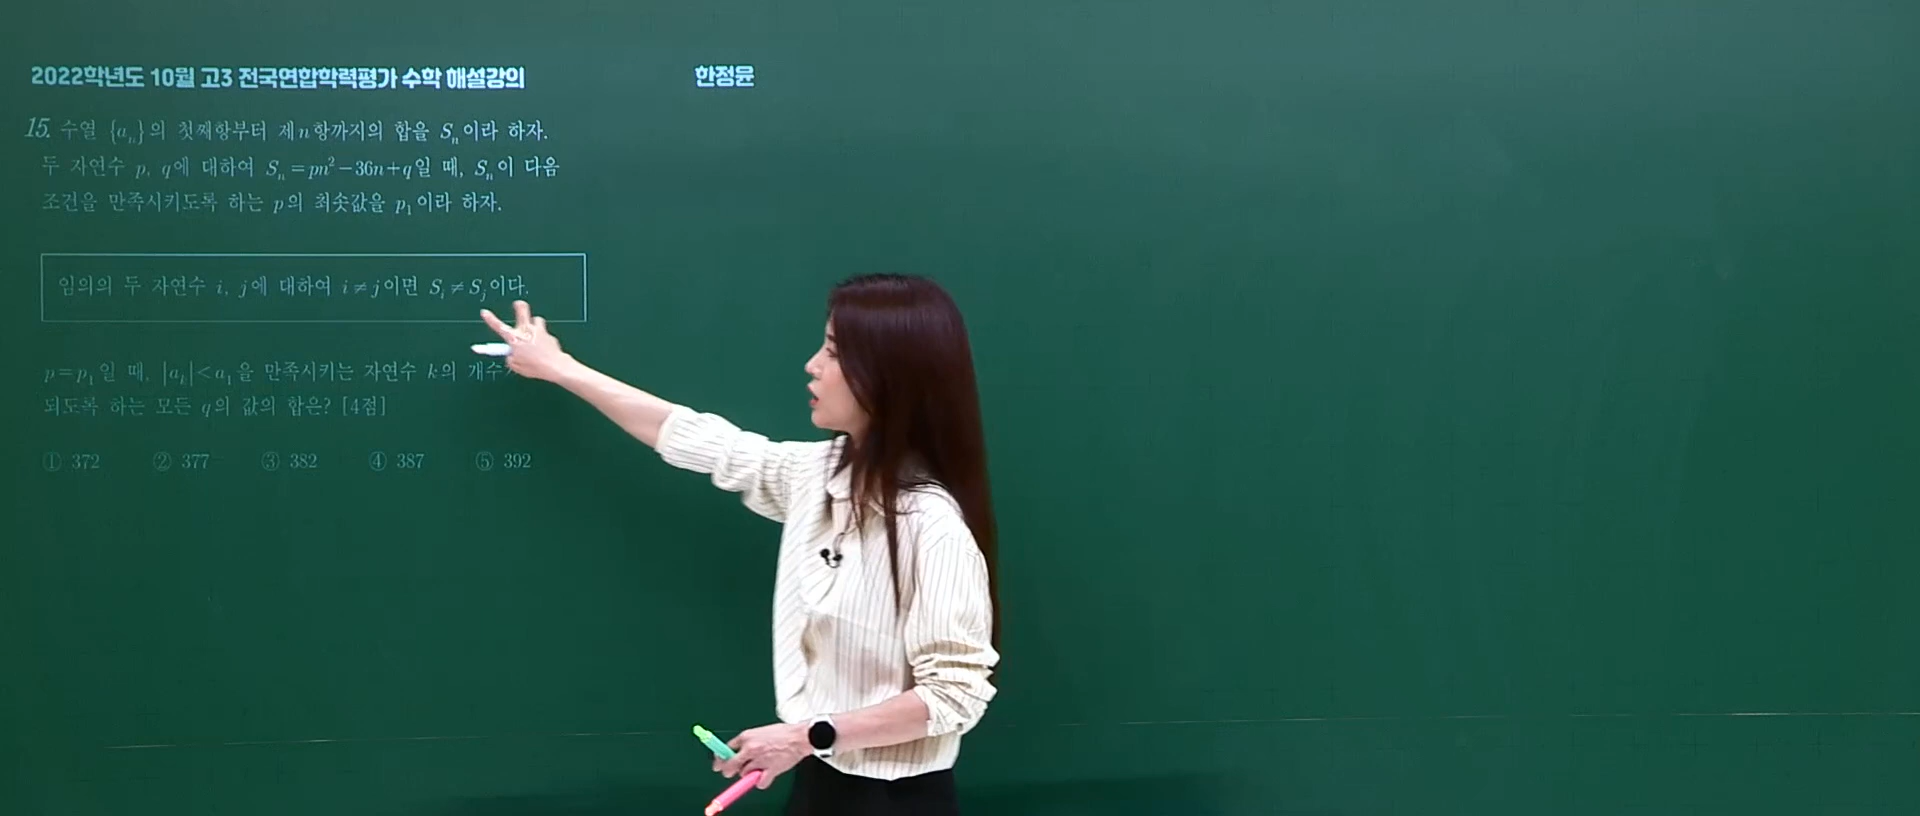 2022학년도 10월 고3 전국연합학력평가 수학 해설강의
한정윤
15. 수열 {aₙ}의 첫째항부터 제n항까지의 합을 Sₙ이라 하자.
두 자연수 p, q에 대하여 Sₙ=pn²-36n+q일 때, Sₙ이 다음
조건을 만족시키도록 하는 p의 최솟값을 p₁이라 하자.
임의의 두 자연수 i, j에 대하여 i≠j이면 Sᵢ≠Sⱼ이다.
p=p₁일 때, |aₖ|<a₁을 만족시키는 자연수 k의 개수
되도록 하는 모든 q의 값의 합은? [4점]
① 372 ② 377 ③ 382 ④ 387 ⑤ 392